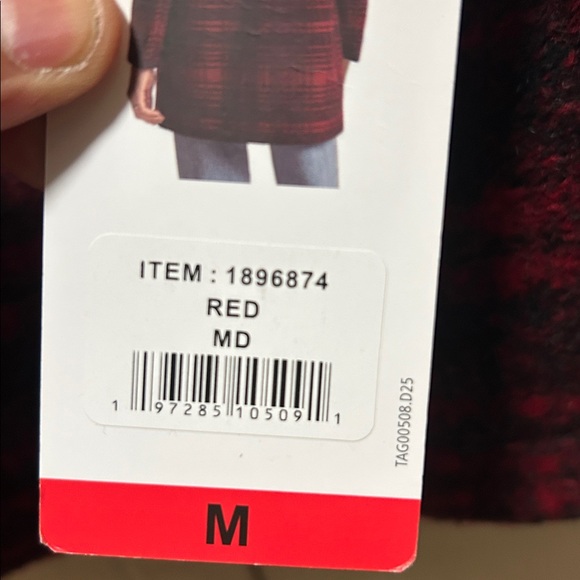 ITEM : 1896874
RED
MD
1 97285 10509 1
TAG00508.D25
M